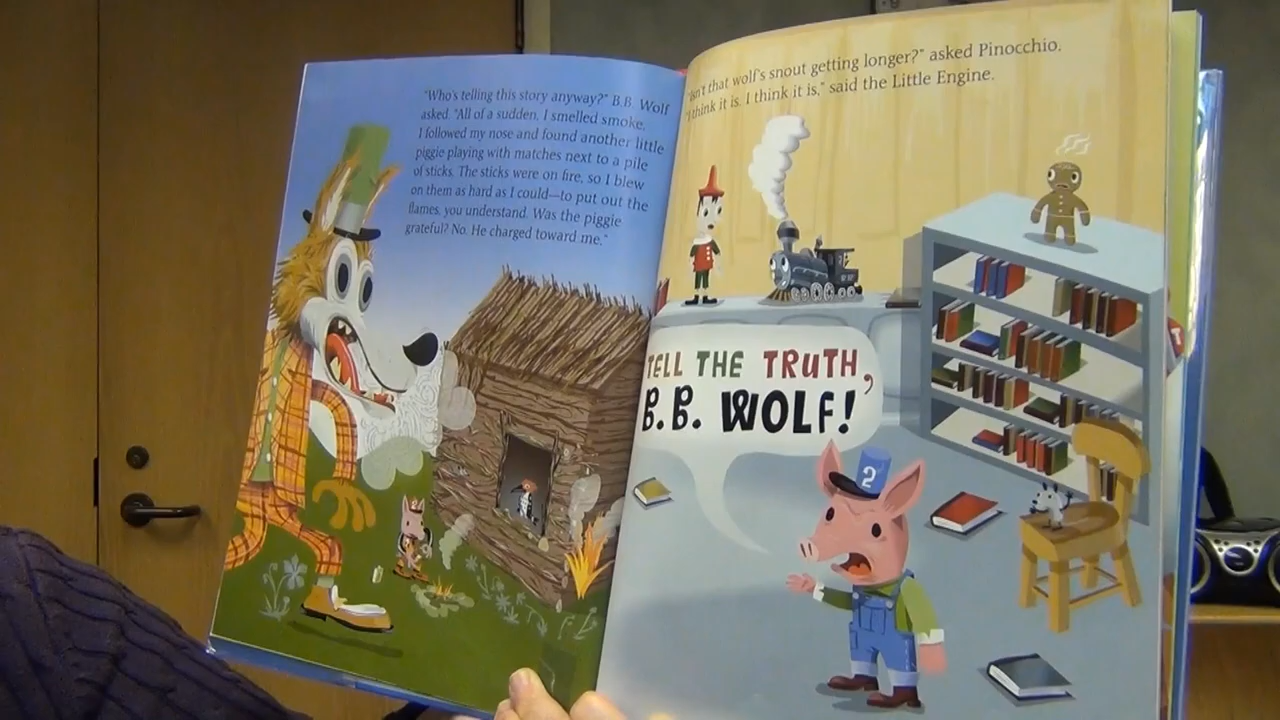 "Who's telling this story anyway?" B.B. Wolf
asked. "All of a sudden, I smelled smoke.
I followed my nose and found another little
piggie playing with matches next to a pile
of sticks. The sticks were on fire, so I blew
on them as hard as I could—to put out the
flames, you understand. Was the piggie
grateful? No. He charged toward me."
"Isn't that wolf's snout getting longer?" asked Pinocchio.
"I think it is. I think it is," said the Little Engine.
TELL THE TRUTH,
B.B. WOLF!
2